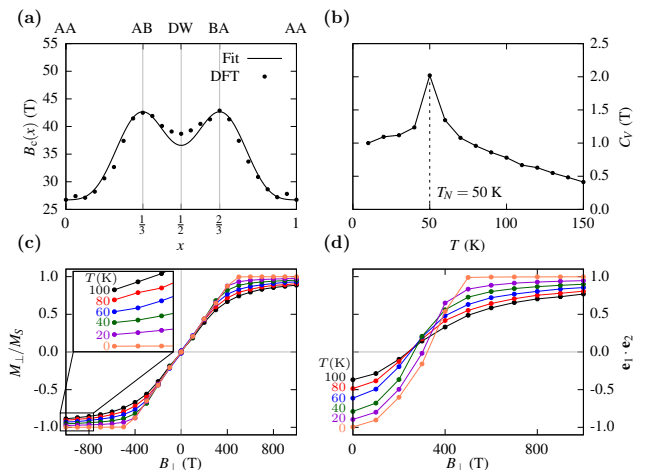 (a)
AA AB DW BA AA
55
50
45
40
35
30
25
B_c(x) (T)
Fit
DFT
0 1/3 1/2 2/3 1
x
(b)
2.5
2.0
1.5
1.0
0.5
0.0
C_V (T)
T_N = 50 K
0 50 100 150
T (K)
(c)
1.0
0.5
0.0
-0.5
-1.0
M_⊥/M_S
T(K)
100
80
60
40
20
0
-800 -400 0 400 800
B_⊥ (T)
(d)
1.0
0.5
0.0
-0.5
-1.0
e_1 · e_2
T(K)
100
80
60
40
20
0
0 400 800
B_⊥ (T)